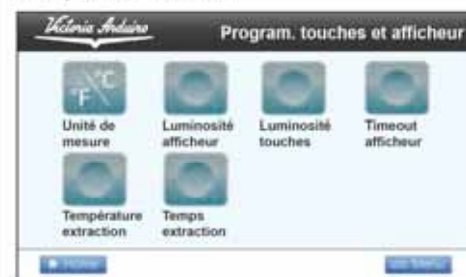 Victoria Arduino
Program. touches et afficheur
°C
°F
Unité de mesure
Luminosité afficheur
Luminosité touches
Timeout afficheur
Température extraction
Temps extraction